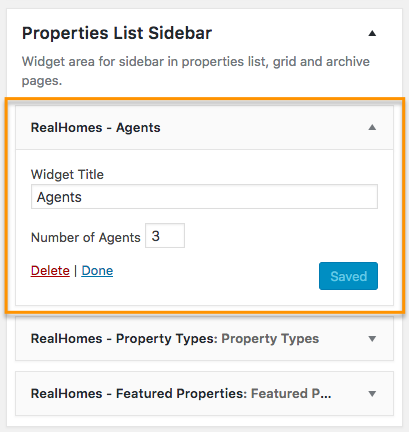 Properties List Sidebar
Widget area for sidebar in properties list, grid and archive
pages.
RealHomes - Agents
Widget Title
Agents
Number of Agents 3
Delete | Done Saved
RealHomes - Property Types: Property Types
RealHomes - Featured Properties: Featured P...